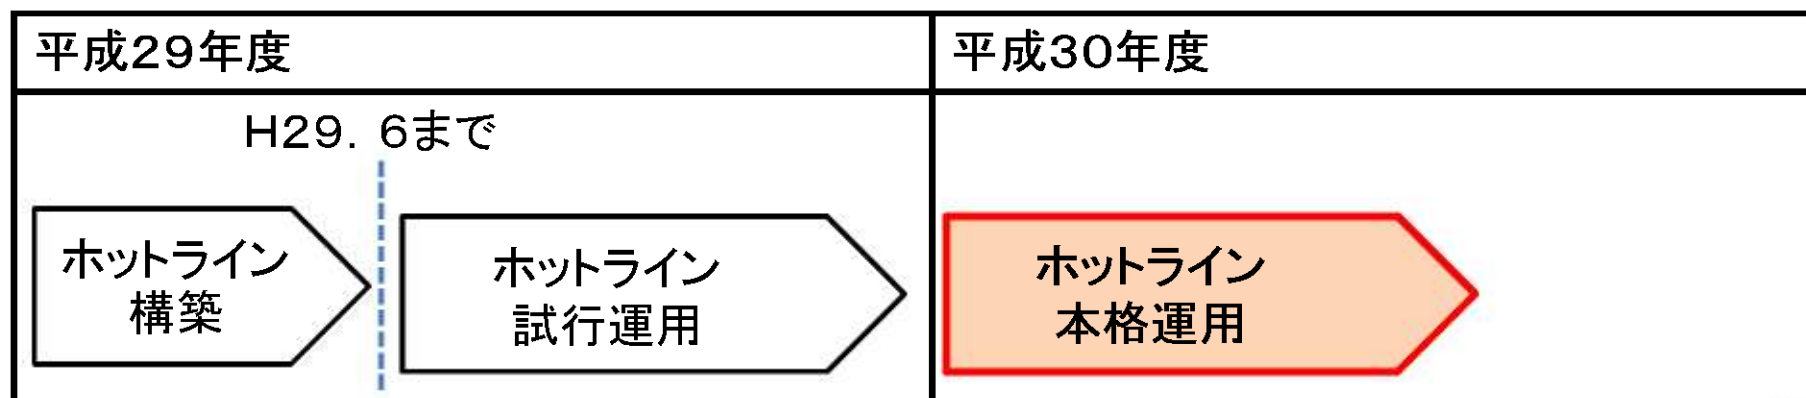 平成29年度
平成30年度
H29．6まで
ホットライン
構築
ホットライン
試行運用
ホットライン
本格運用